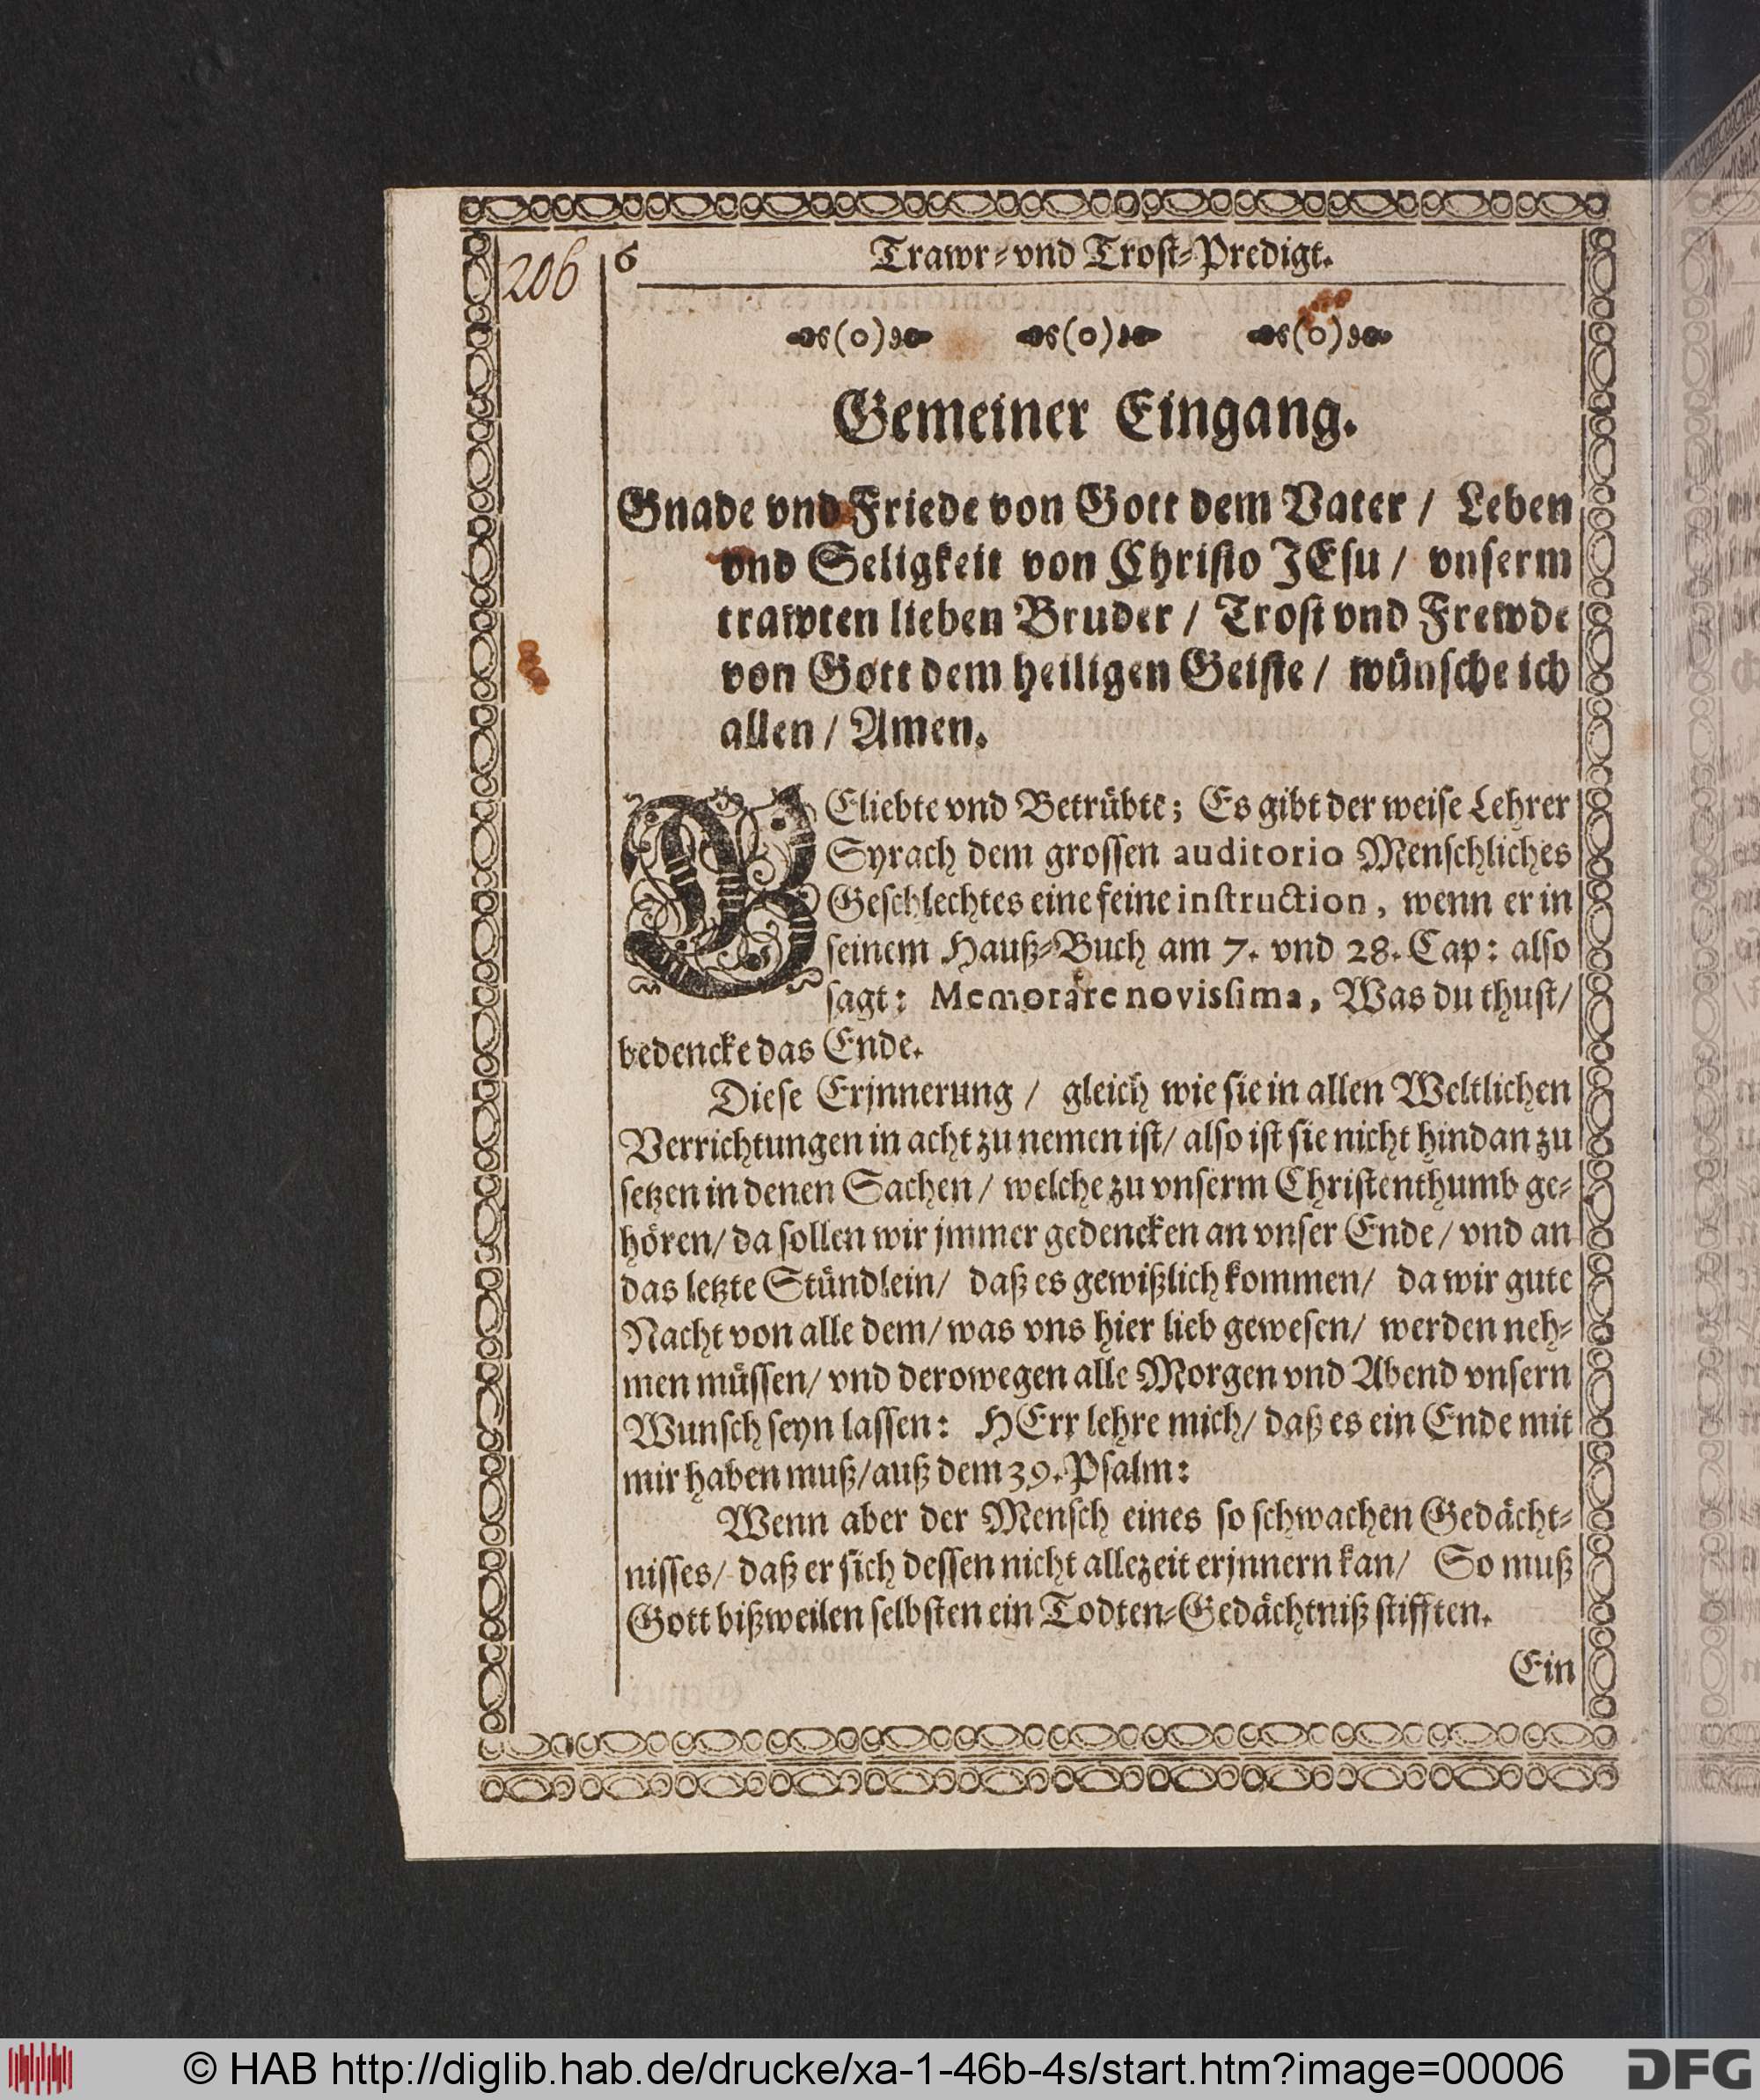 206
6 Trawr-vnd Trost-Predigt.
(o) (o) (o)
Gemeiner Eingang.
Gnade vnd Friede von Gott dem Vater / Leben
vnd Seligkeit von Christo JEsu / vnserm
trawten lieben Bruder / Trost vnd Frewde
von Gott dem heiligen Geiste / wünsche ich
allen / Amen.
GEliebte vnd Betrübte; Es gibt der weise Lehrer
Syrach dem grossen auditorio Menschliches
Geschlechtes eine feine instruction, wenn er in
seinem Hauß-Buch am 7. vnd 28. Cap: also
sagt: Memorare novissima, Was du thust/
bedencke das Ende.
Diese Erjnnerung / gleich wie sie in allen Weltlichen
Verrichtungen in acht zu nemen ist/ also ist sie nicht hindan zu
setzen in denen Sachen / welche zu vnserm Christenthumb ge-
hören/ da sollen wir jmmer gedencken an vnser Ende/ vnd an
das letzte Stündlein/ daß es gewißlich kommen/ da wir gute
Nacht von alle dem/ was vns hier lieb gewesen/ werden neh-
men müssen/ vnd derowegen alle Morgen vnd Abend vnsern
Wunsch seyn lassen: HErr lehre mich/ daß es ein Ende mit
mir haben muß/ auß dem 39. Psalm:
Wenn aber der Mensch eines so schwachen Gedächt-
nisses/ daß er sich dessen nicht allezeit erjnnern kan/ So muß
Gott bißweilen selbsten ein Todten-Gedächtniß stifften.
Ein
© HAB http://diglib.hab.de/drucke/xa-1-46b-4s/start.htm?image=00006
DFG